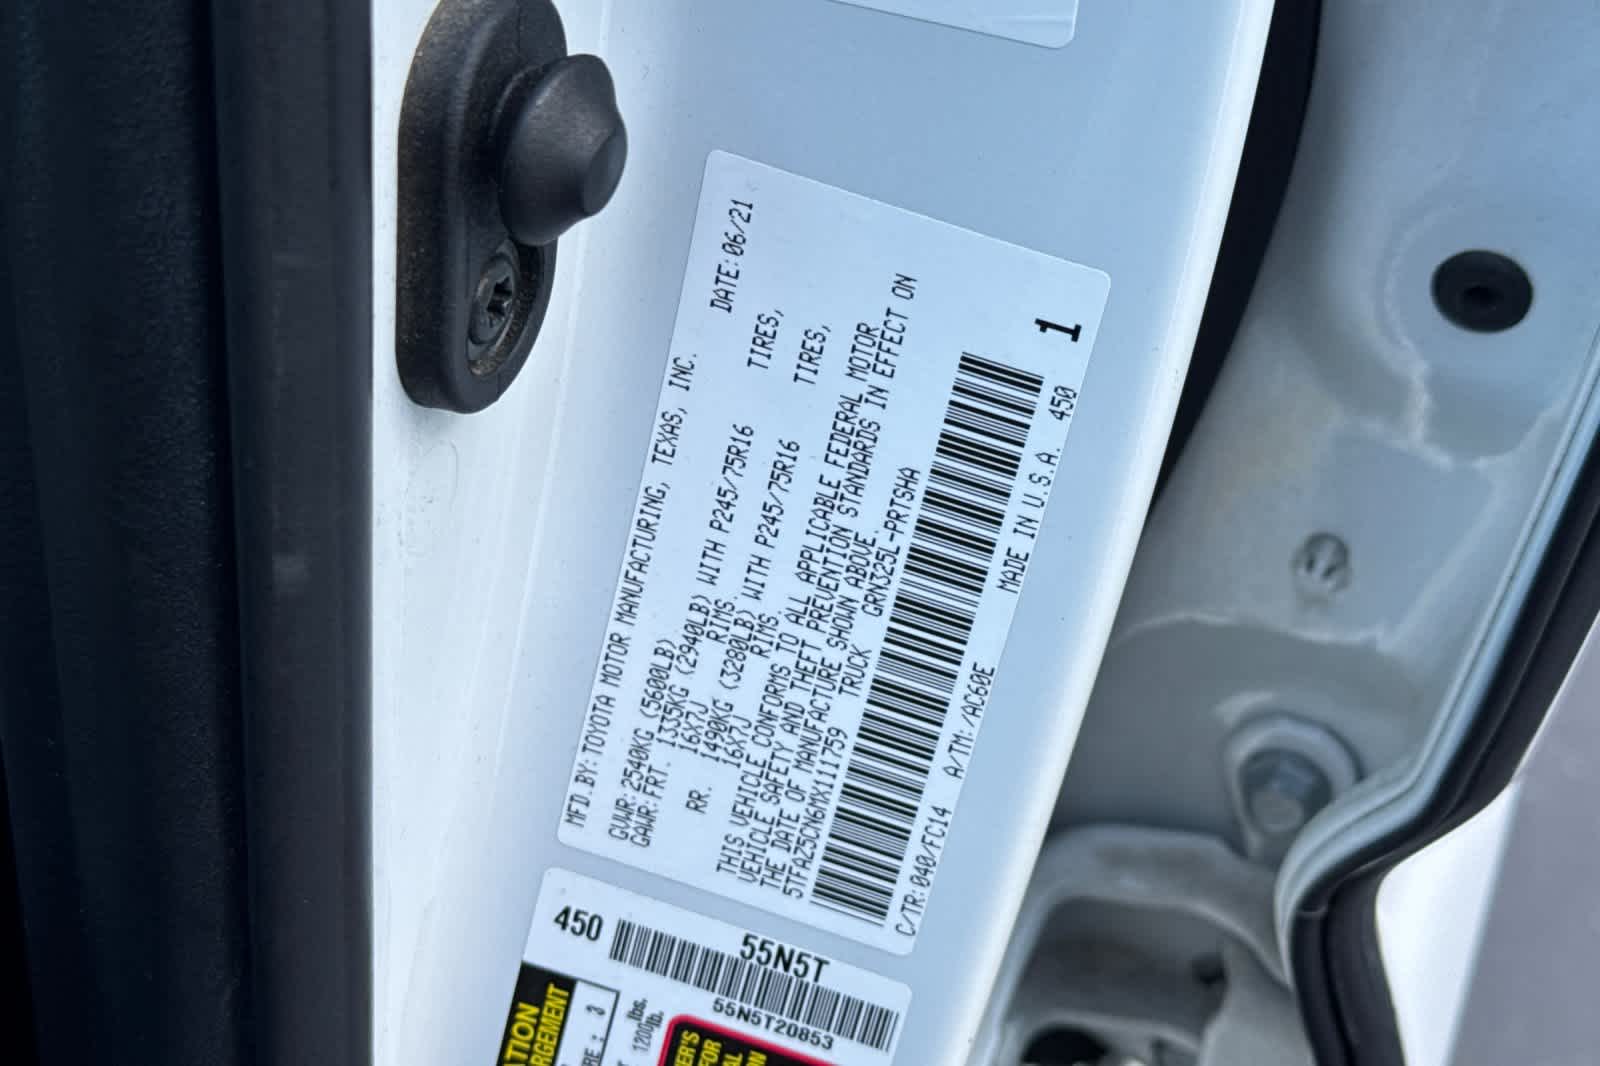 MFD.BY:TOYOTA MOTOR MANUFACTURING, TEXAS, INC.
DATE:06/21
GVWR:2540KG (5600LB)
GAWR:FRT. 1335KG (2940LB) WITH P245/75R16 TIRES,
16X7J RIMS
RR. 1490KG (3280LB) WITH P245/75R16 TIRES,
16X7J RIMS.
THIS VEHICLE CONFORMS TO ALL APPLICABLE FEDERAL MOTOR
VEHICLE SAFETY AND THEFT PREVENTION STANDARDS IN EFFECT ON
THE DATE OF MANUFACTURE SHOWN ABOVE.
5TFAZ5CN6MX111759 TRUCK GRN325L-PRTSHA
1
C/TR:040/FC14 A/TM:/AC60E MADE IN U.S.A. 450
450 55N5T
55N5T20853